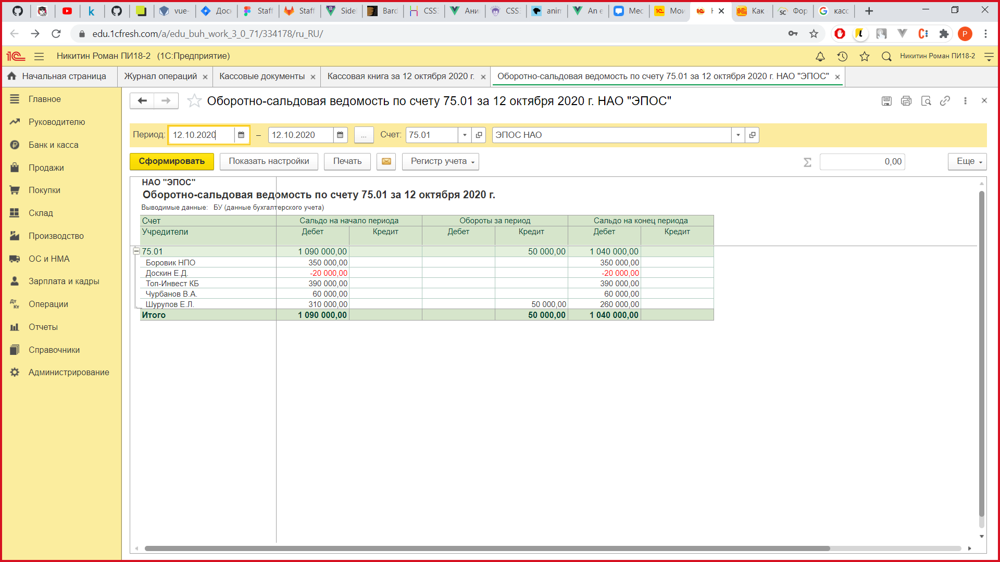 vue-
Дос
Staff
Staff
Side
Bard
CSS
Ани
CSS
anim
An e
Мес
Мои
Как
sc Фор
касс
edu.1cfresh.com/a/edu_buh_work_3_0_71/334178/ru_RU/
P
1С Никитин Роман ПИ18-2 (1С:Предприятие)
Никитин Роман ПИ18-2
Начальная страница
Журнал операций
Кассовые документы
Кассовая книга за 12 октября 2020 г.
Оборотно-сальдовая ведомость по счету 75.01 за 12 октября 2020 г. НАО "ЭПОС"
Главное
Руководителю
Банк и касса
Продажи
Покупки
Склад
Производство
ОС и НМА
Зарплата и кадры
Операции
Отчеты
Справочники
Администрирование
Оборотно-сальдовая ведомость по счету 75.01 за 12 октября 2020 г. НАО "ЭПОС"
Период: 12.10.2020 – 12.10.2020 ... Счет: 75.01 ЭПОС НАО
Сформировать Показать настройки Печать Регистр учета Σ 0,00 Еще
НАО "ЭПОС"
Оборотно-сальдовая ведомость по счету 75.01 за 12 октября 2020 г.
Выводимые данные: БУ (данные бухгалтерского учета)
Счет Сальдо на начало периода Обороты за период Сальдо на конец периода
Учредители Дебет Кредит Дебет Кредит Дебет Кредит
75.01 1 090 000,00 50 000,00 1 040 000,00
Боровик НПО 350 000,00 350 000,00
Доскин Е.Д. -20 000,00 -20 000,00
Топ-Инвест КБ 390 000,00 390 000,00
Чурбанов В.А. 60 000,00 60 000,00
Шурупов Е.Л. 310 000,00 50 000,00 260 000,00
Итого 1 090 000,00 50 000,00 1 040 000,00